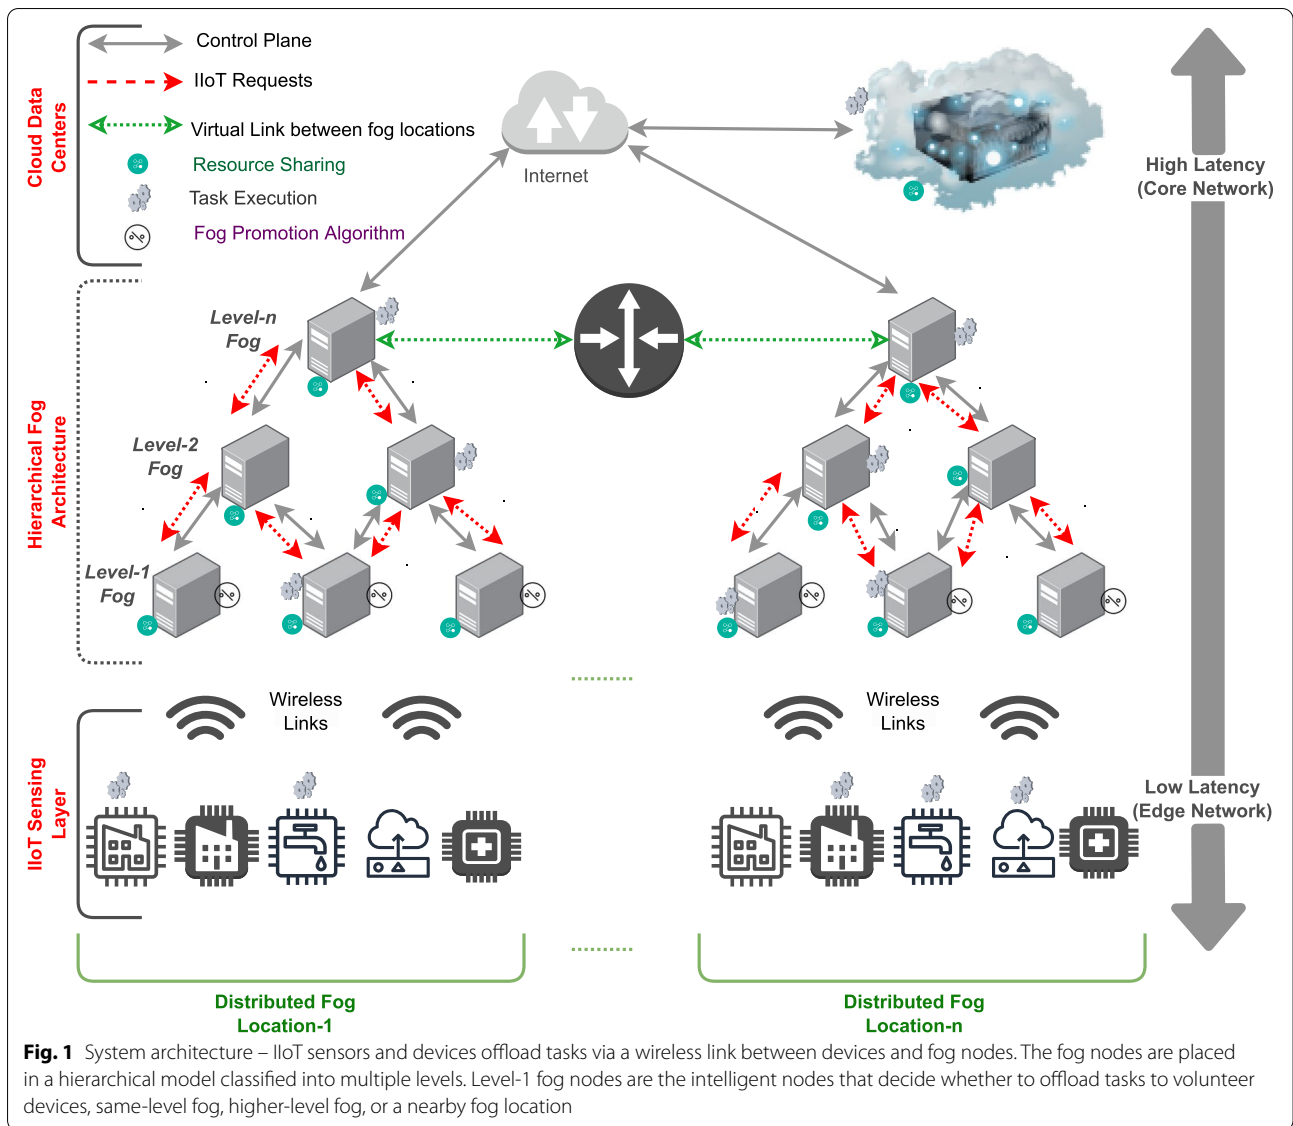 Cloud Data
Centers
Control Plane
IIoT Requests
Virtual Link between fog locations
Resource Sharing
Task Execution
Fog Promotion Algorithm
Internet
High Latency
(Core Network)
Hierarchical Fog
Architecture
Level-n
Fog
Level-2
Fog
Level-1
Fog
Wireless
Links
Wireless
Links
IIoT Sensing
Layer
Low Latency
(Edge Network)
Distributed Fog
Location-1
Distributed Fog
Location-n
Fig. 1 System architecture – IIoT sensors and devices offload tasks via a wireless link between devices and fog nodes. The fog nodes are placed
in a hierarchical model classified into multiple levels. Level-1 fog nodes are the intelligent nodes that decide whether to offload tasks to volunteer
devices, same-level fog, higher-level fog, or a nearby fog location